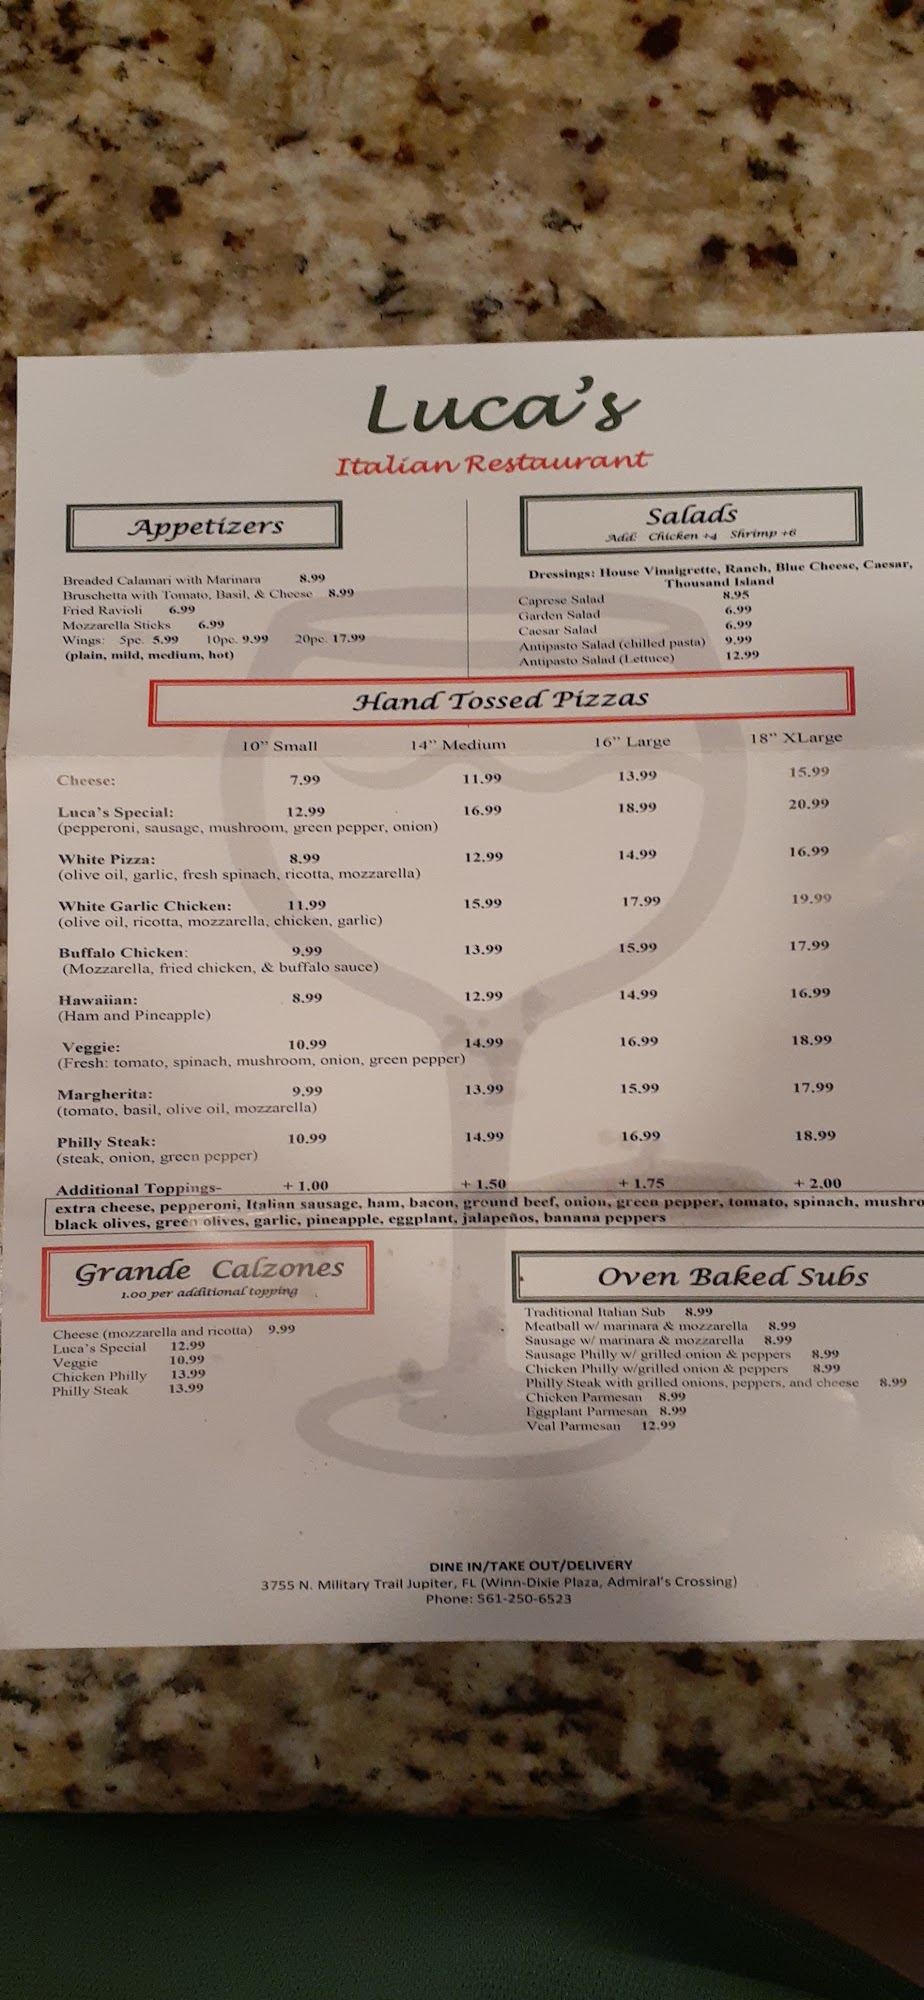 Luca's
Italian Restaurant
Appetizers
Breaded Calamari with Marinara 8.99
Bruschetta with Tomato, Basil, & Cheese 8.99
Fried Ravioli 6.99
Mozzarella Sticks 6.99
Wings: 5pc. 5.99 10pc. 9.99 20pc. 17.99
(plain, mild, medium, hot)
Salads
Add: Chicken +4 Shrimp +6
Dressings: House Vinaigrette, Ranch, Blue Cheese, Caesar,
Thousand Island
Caprese Salad 8.95
Garden Salad 6.99
Caesar Salad 6.99
Antipasto Salad (chilled pasta) 9.99
Antipasto Salad (Lettuce) 12.99
Hand Tossed Pizzas
10" Small 14" Medium 16" Large 18" XLarge
Cheese: 7.99 11.99 13.99 15.99
Luca's Special: 12.99 16.99 18.99 20.99
(pepperoni, sausage, mushroom, green pepper, onion)
White Pizza: 8.99 12.99 14.99 16.99
(olive oil, garlic, fresh spinach, ricotta, mozzarella)
White Garlic Chicken: 11.99 15.99 17.99 19.99
(olive oil, ricotta, mozzarella, chicken, garlic)
Buffalo Chicken: 9.99 13.99 15.99 17.99
(Mozzarella, fried chicken, & buffalo sauce)
Hawaiian: 8.99 12.99 14.99 16.99
(Ham and Pineapple)
Veggie: 10.99 14.99 16.99 18.99
(Fresh: tomato, spinach, mushroom, onion, green pepper)
Margherita: 9.99 13.99 15.99 17.99
(tomato, basil, olive oil, mozzarella)
Philly Steak: 10.99 14.99 16.99 18.99
(steak, onion, green pepper)
Additional Toppings- + 1.00 + 1.50 + 1.75 + 2.00
extra cheese, pepperoni, Italian sausage, ham, bacon, ground beef, onion, green pepper, tomato, spinach, mushro
black olives, green olives, garlic, pineapple, eggplant, jalapeños, banana peppers
Grande Calzones
1.00 per additional topping
Cheese (mozzarella and ricotta) 9.99
Luca's Special 12.99
Veggie 10.99
Chicken Philly 13.99
Philly Steak 13.99
Oven Baked Subs
Traditional Italian Sub 8.99
Meatball w/ marinara & mozzarella 8.99
Sausage w/ marinara & mozzarella 8.99
Sausage Philly w/ grilled onion & peppers 8.99
Chicken Philly w/grilled onion & peppers 8.99
Philly Steak with grilled onions, peppers, and cheese 8.99
Chicken Parmesan 8.99
Eggplant Parmesan 8.99
Veal Parmesan 12.99
DINE IN/TAKE OUT/DELIVERY
3755 N. Military Trail Jupiter, FL (Winn-Dixie Plaza, Admiral's Crossing)
Phone: 561-250-6523